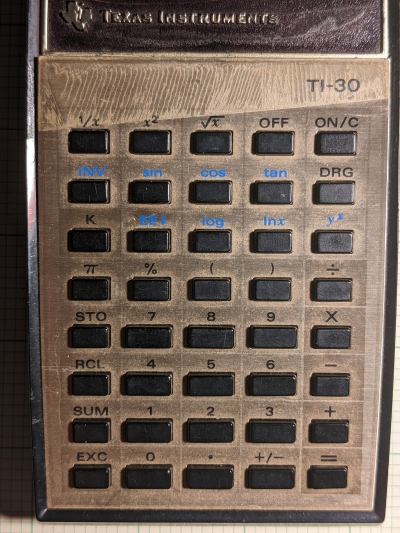 TEXAS INSTRUMENTS
TI-30
1/x x² √x OFF ON/C
INV sin cos tan DRG
K EE↓ log lnx yˣ
π % ( ) ÷
STO 7 8 9 X
RCL 4 5 6 −
SUM 1 2 3 +
EXC 0 . +/− =